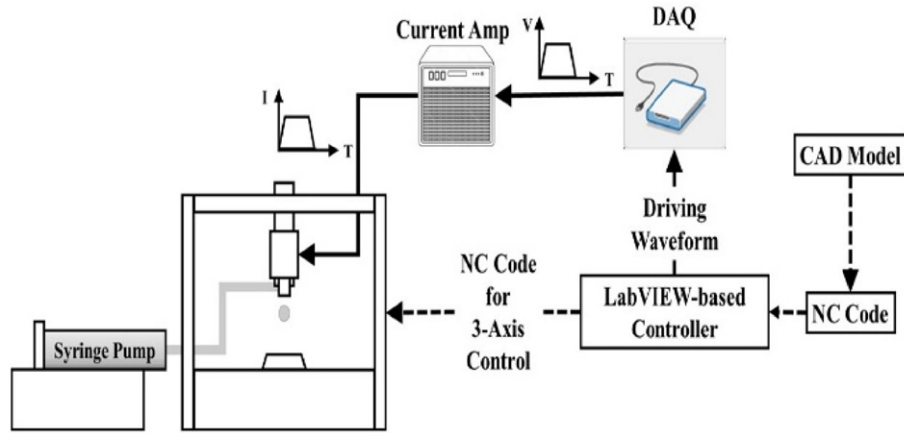 DAQ
Current Amp
V
T
I
T
CAD Model
Driving
Waveform
NC Code
for
3-Axis
Control
LabVIEW-based
Controller
NC Code
Syringe Pump